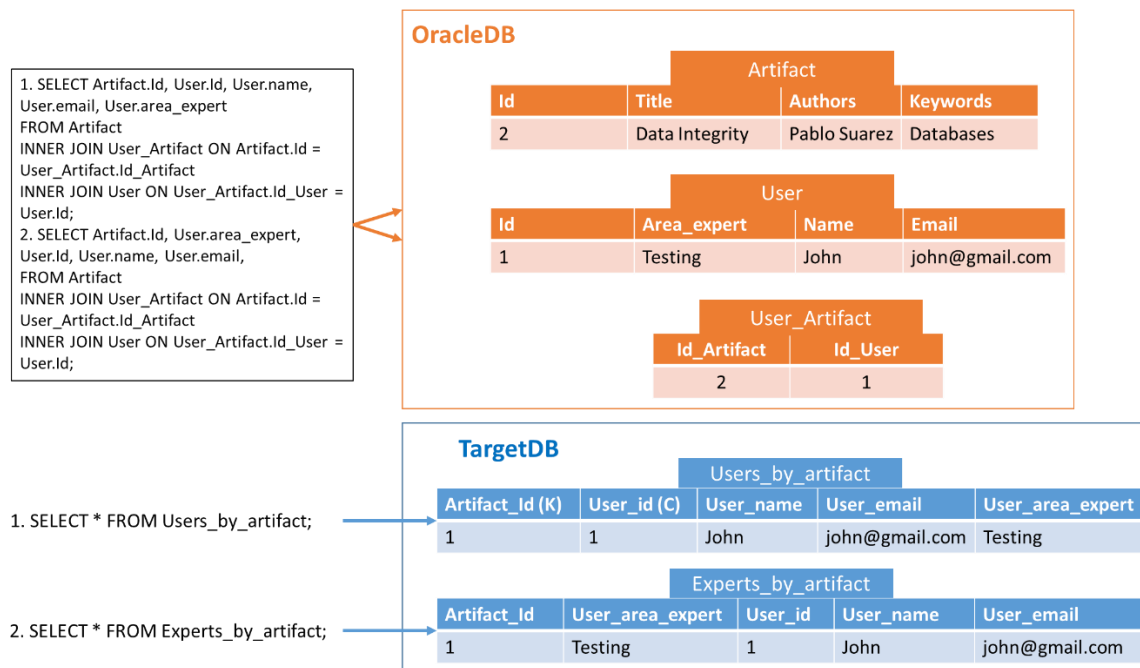 OracleDB
1. SELECT Artifact.Id, User.Id, User.name,
User.email, User.area_expert
FROM Artifact
INNER JOIN User_Artifact ON Artifact.Id =
User_Artifact.Id_Artifact
INNER JOIN User ON User_Artifact.Id_User =
User.Id;
2. SELECT Artifact.Id, User.area_expert,
User.Id, User.name, User.email,
FROM Artifact
INNER JOIN User_Artifact ON Artifact.Id =
User_Artifact.Id_Artifact
INNER JOIN User ON User_Artifact.Id_User =
User.Id;
Artifact
Id Title Authors Keywords
2 Data Integrity Pablo Suarez Databases
User
Id Area_expert Name Email
1 Testing John john@gmail.com
User_Artifact
Id_Artifact Id_User
2 1
TargetDB
Users_by_artifact
Artifact_Id (K) User_id (C) User_name User_email User_area_expert
1. SELECT * FROM Users_by_artifact;
1 1 John john@gmail.com Testing
Experts_by_artifact
Artifact_Id User_area_expert User_id User_name User_email
2. SELECT * FROM Experts_by_artifact;
1 Testing 1 John john@gmail.com